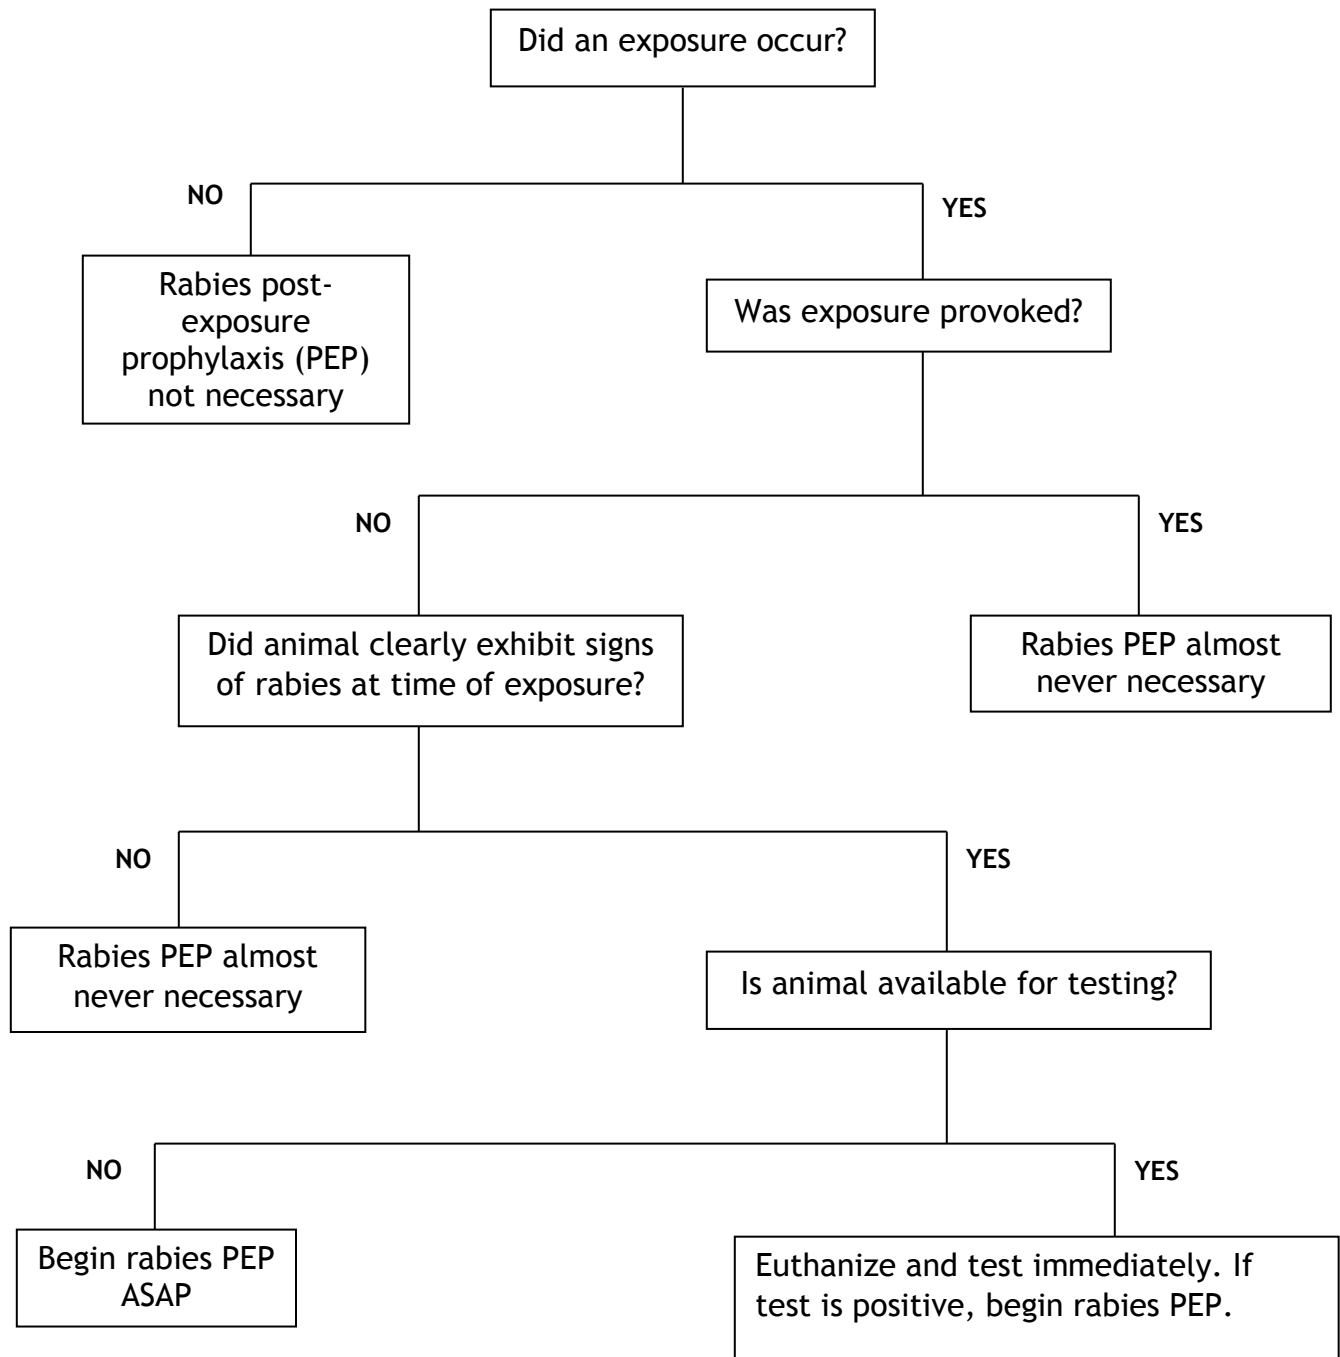 Did an exposure occur?
NO
YES
Rabies post-
exposure
prophylaxis (PEP)
not necessary
Was exposure provoked?
NO
YES
Did animal clearly exhibit signs
of rabies at time of exposure?
Rabies PEP almost
never necessary
NO
YES
Rabies PEP almost
never necessary
Is animal available for testing?
NO
YES
Begin rabies PEP
ASAP
Euthanize and test immediately. If
test is positive, begin rabies PEP.